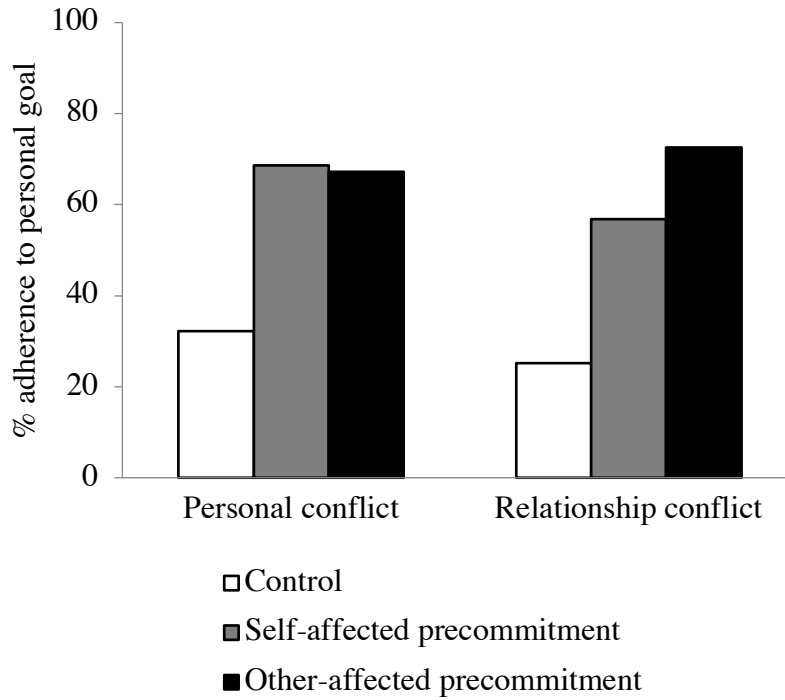 100
80
60
40
20
0
% adherence to personal goal
Personal conflict
Relationship conflict
Control
Self-affected precommitment
Other-affected precommitment